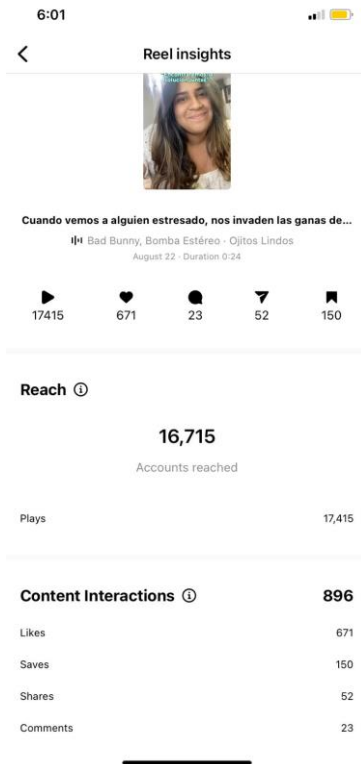 6:01
Reel insights
Cuando vemos a alguien estresado, nos invaden las ganas de...
Bad Bunny, Bomba Estéreo · Ojitos Lindos
August 22 · Duration 0:24
17415 671 23 52 150
Reach
16,715
Accounts reached
Plays 17,415
Content Interactions 896
Likes 671
Saves 150
Shares 52
Comments 23